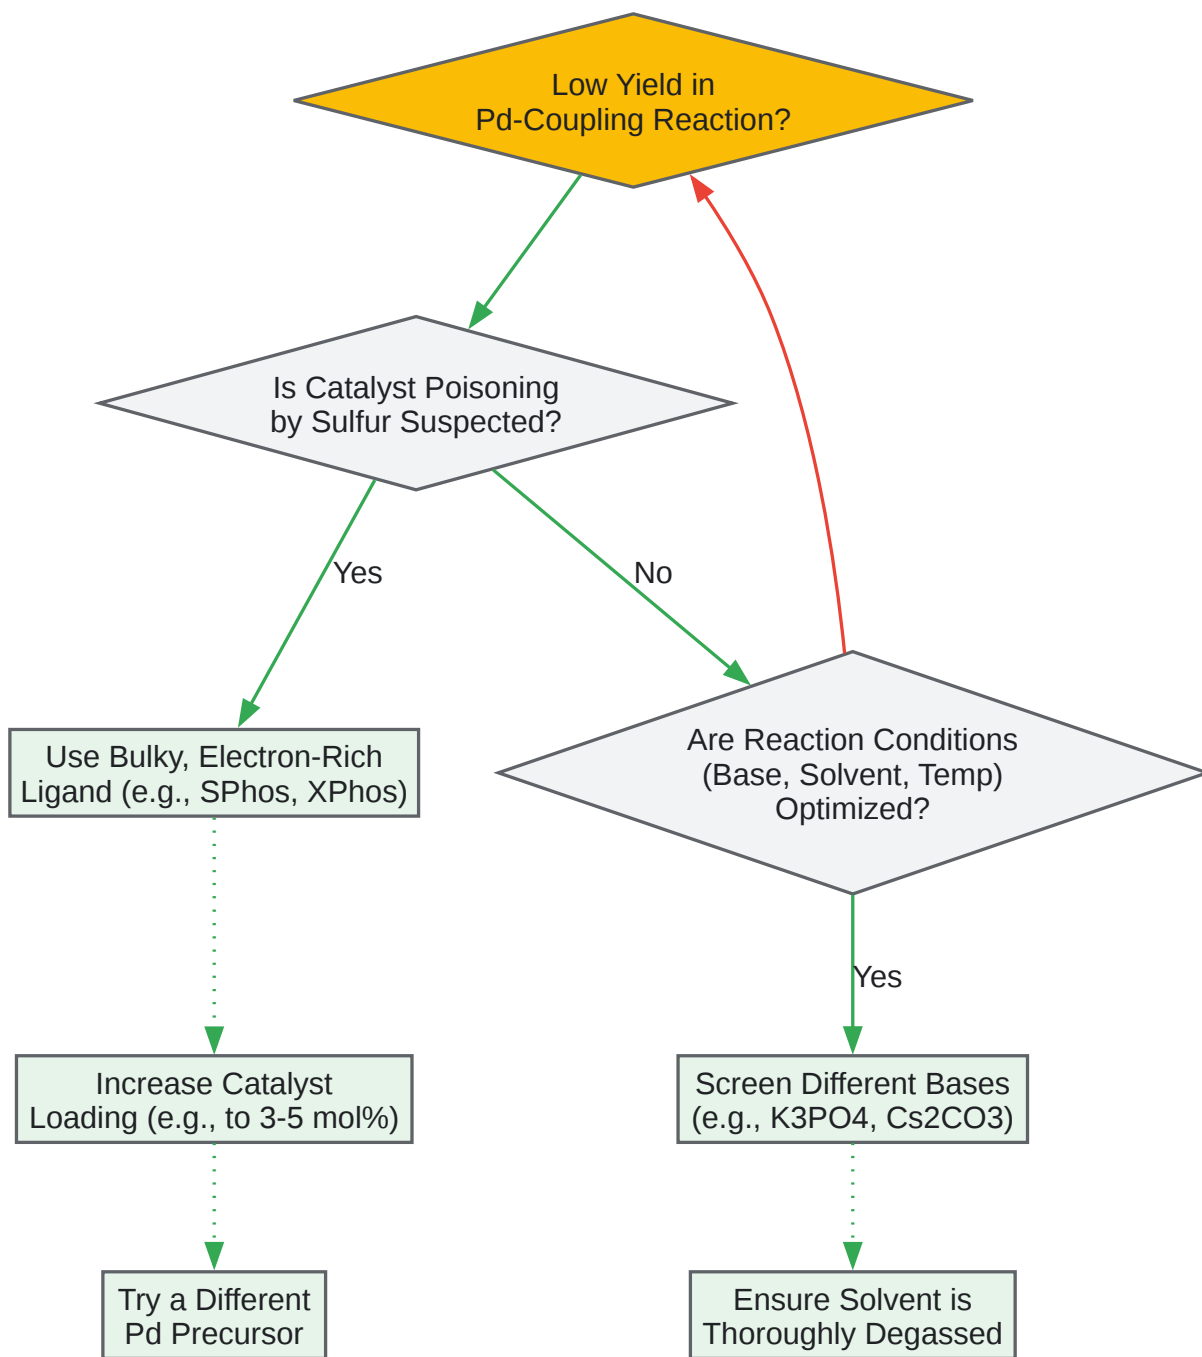 Low Yield in
Pd-Coupling Reaction?
Is Catalyst Poisoning
by Sulfur Suspected?
Yes
No
Use Bulky, Electron-Rich
Ligand (e.g., SPhos, XPhos)
Are Reaction Conditions
(Base, Solvent, Temp)
Optimized?
Yes
Increase Catalyst
Loading (e.g., to 3-5 mol%)
Screen Different Bases
(e.g., K3PO4, Cs2CO3)
Try a Different
Pd Precursor
Ensure Solvent is
Thoroughly Degassed